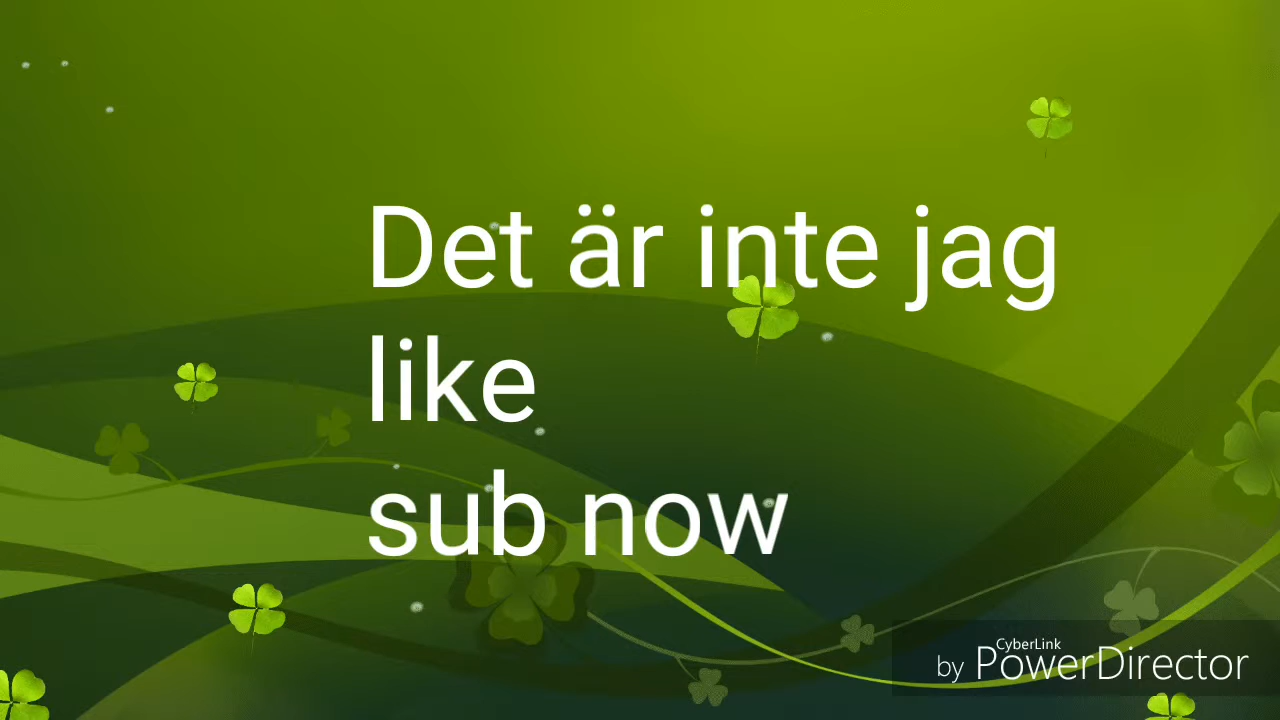 Det är inte jag
like
sub now
CyberLink
by PowerDirector